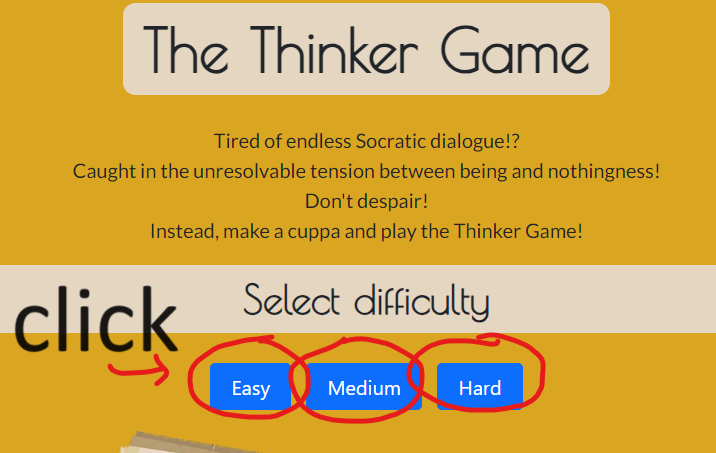 The Thinker Game
Tired of endless Socratic dialogue!?
Caught in the unresolvable tension between being and nothingness!
Don't despair!
Instead, make a cuppa and play the Thinker Game!
Select difficulty
click
Easy Medium Hard